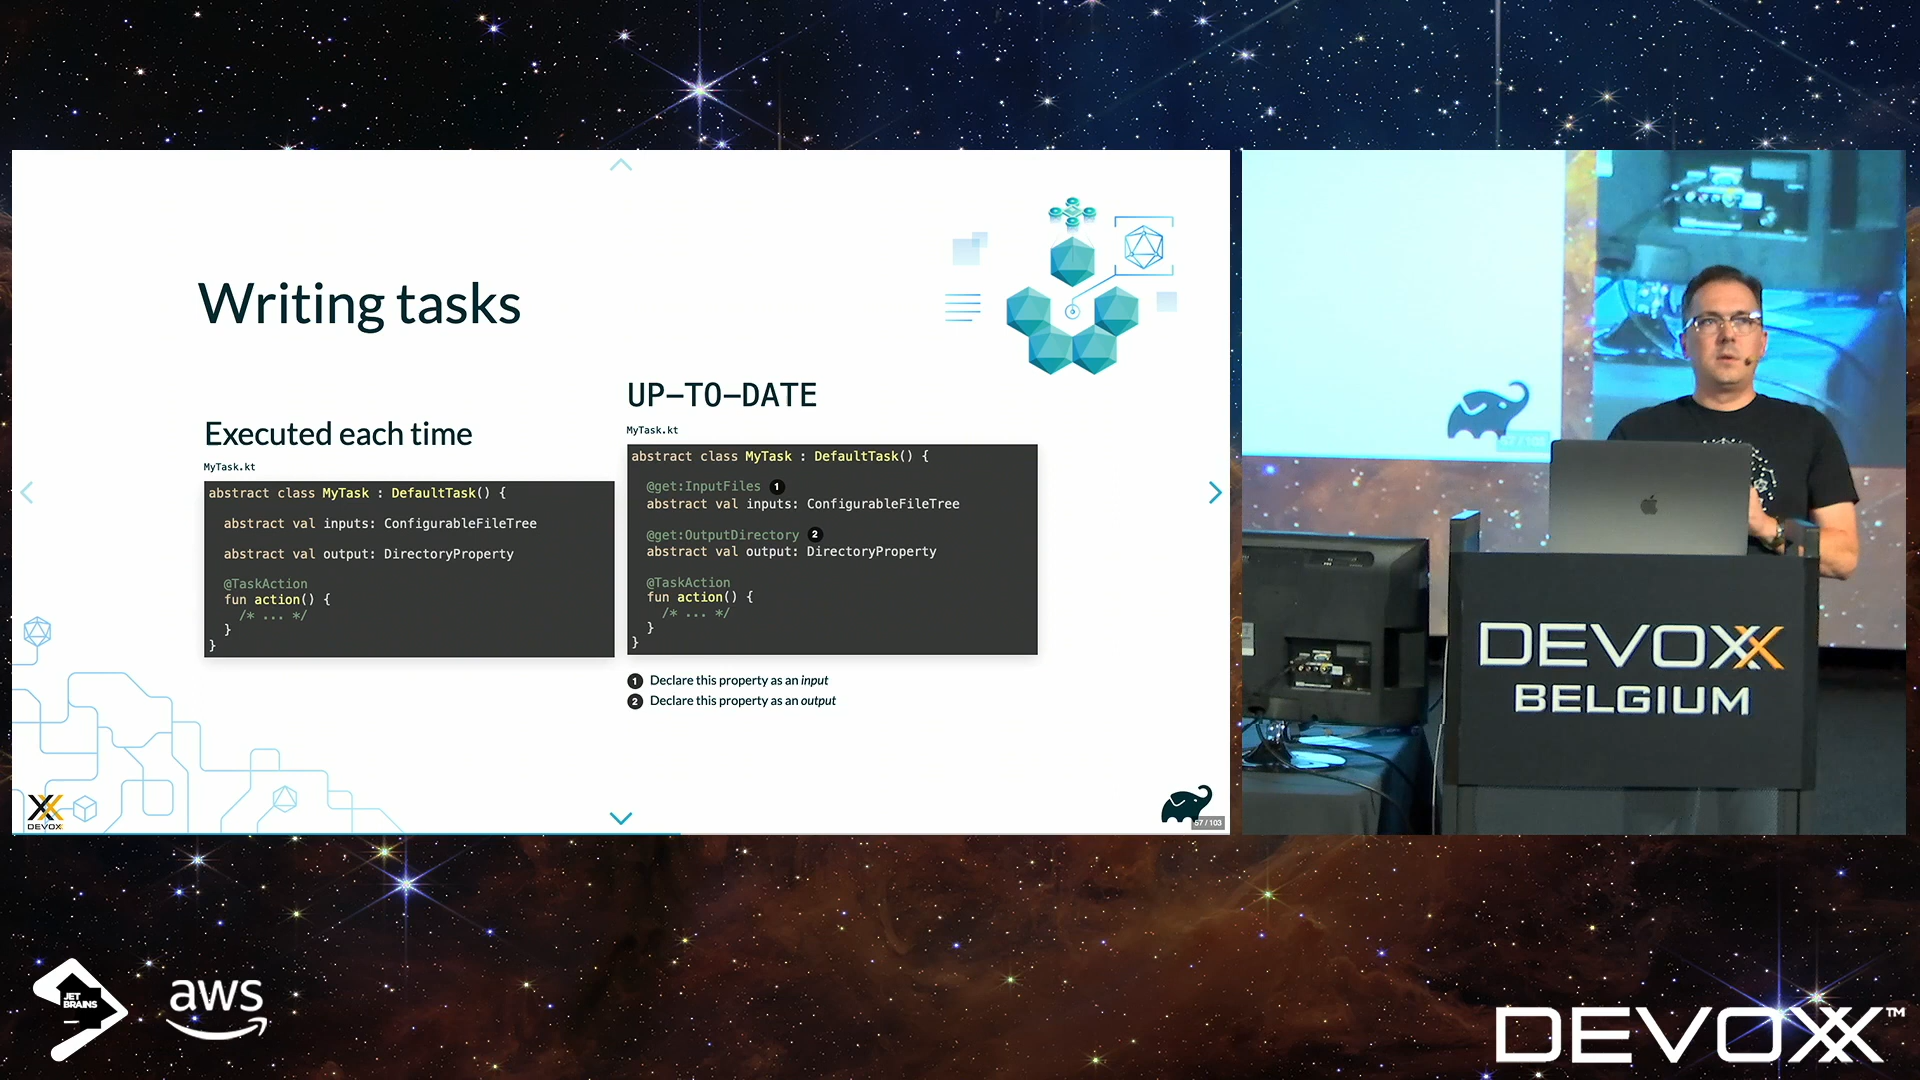 Writing tasks
Executed each time
MyTask.kt
abstract class MyTask : DefaultTask() {
abstract val inputs: ConfigurableFileTree
abstract val output: DirectoryProperty
@TaskAction
fun action() {
/* ... */
}
}
UP-TO-DATE
MyTask.kt
abstract class MyTask : DefaultTask() {
@get:InputFiles 1
abstract val inputs: ConfigurableFileTree
@get:OutputDirectory 2
abstract val output: DirectoryProperty
@TaskAction
fun action() {
/* ... */
}
}
1 Declare this property as an input
2 Declare this property as an output
DEVOXX
57 / 103
DEVOXX
BELGIUM
JET
BRAINS
aws
DEVOXX™